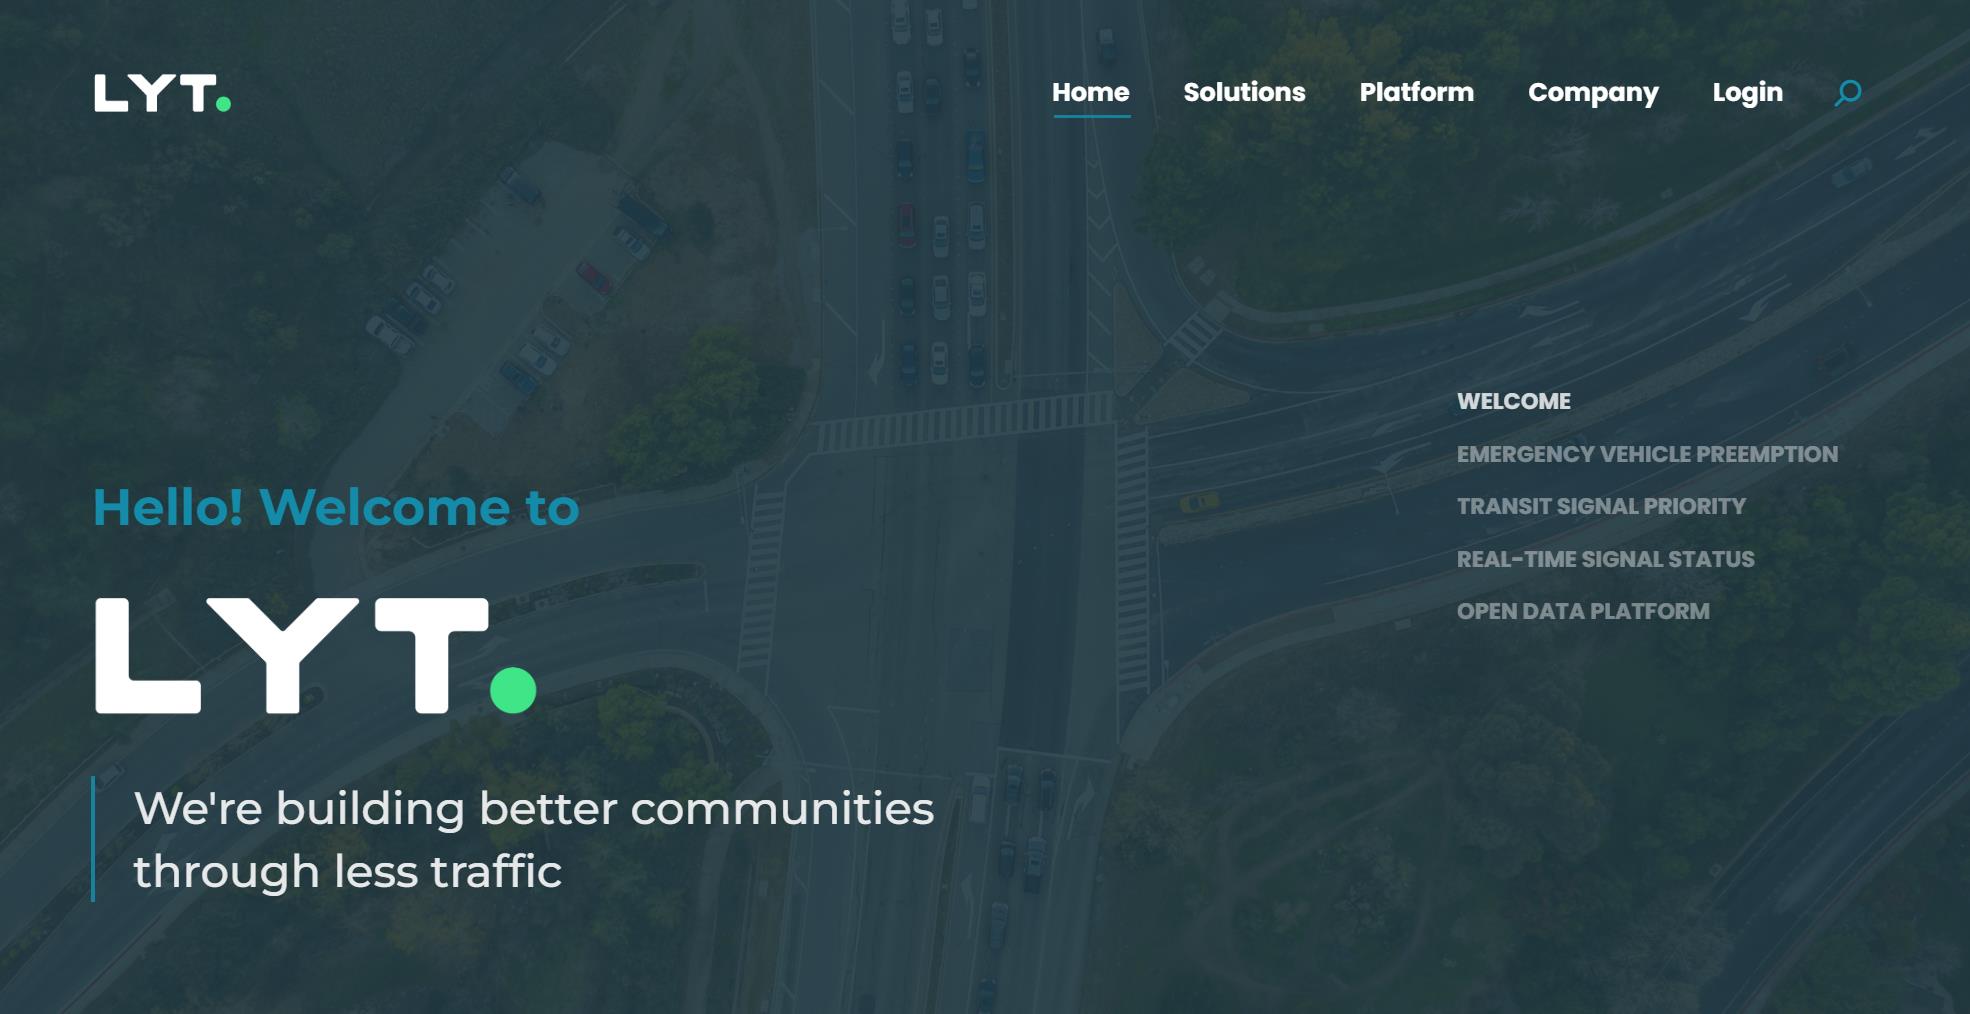 LYT.
Home Solutions Platform Company Login
WELCOME
EMERGENCY VEHICLE PREEMPTION
TRANSIT SIGNAL PRIORITY
REAL-TIME SIGNAL STATUS
OPEN DATA PLATFORM
Hello! Welcome to
LYT.
We're building better communities
through less traffic